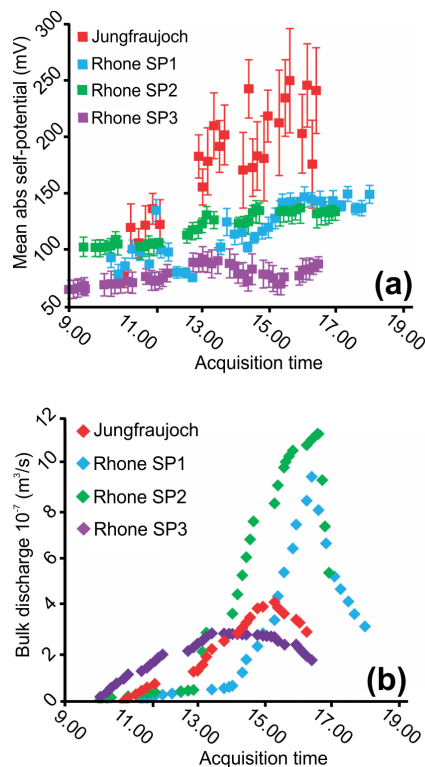 300
250
200
150
100
50
Mean abs self-potential (mV)
Jungfraujoch
Rhone SP1
Rhone SP2
Rhone SP3
(a)
9.00
11.00
13.00
15.00
17.00
19.00
Acquisition time
12
10
8
6
4
2
0
Bulk discharge 10⁻⁷ (m³/s)
Jungfraujoch
Rhone SP1
Rhone SP2
Rhone SP3
(b)
9.00
11.00
13.00
15.00
17.00
19.00
Acquisition time